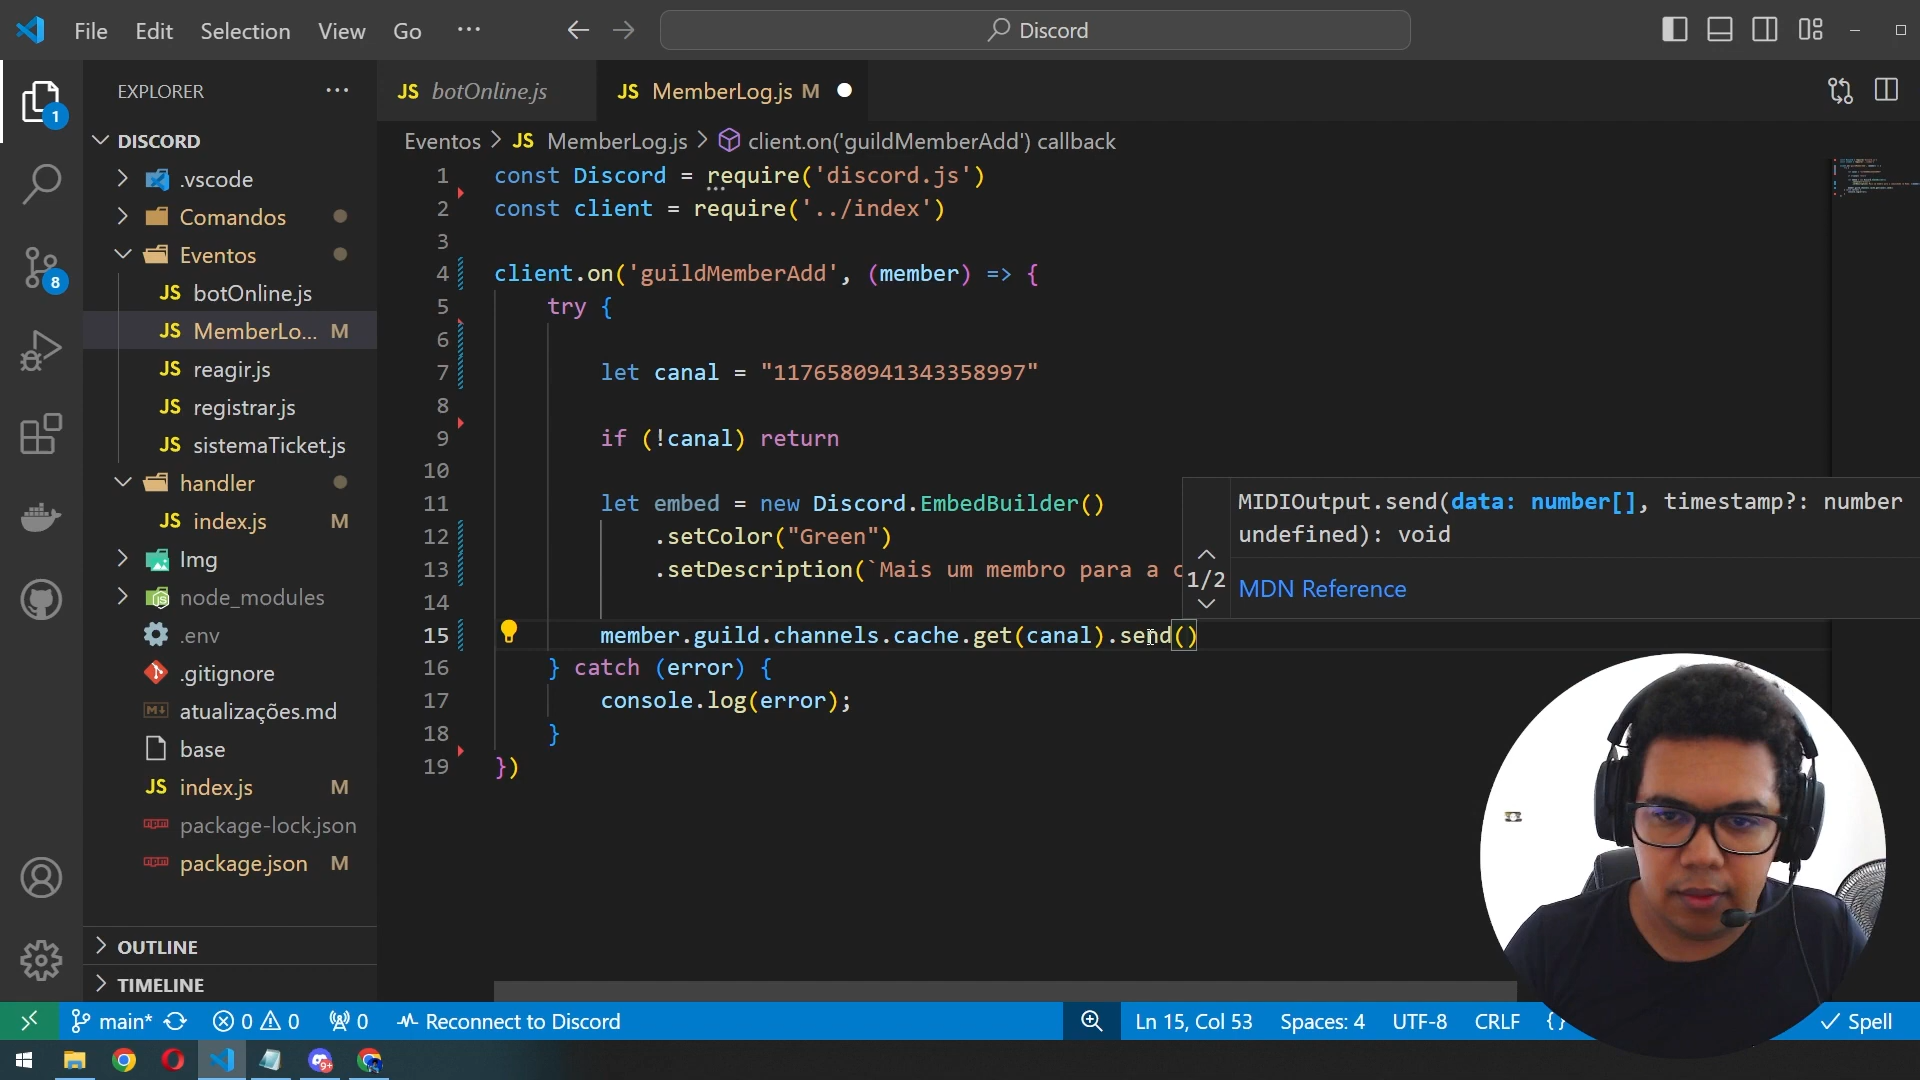 File Edit Selection View Go ···
Discord
EXPLORER ···
DISCORD
.vscode
Comandos
Eventos
JS botOnline.js
JS MemberLo... M
JS reagir.js
JS registrar.js
JS sistemaTicket.js
handler
JS index.js M
Img
node_modules
.env
.gitignore
atualizações.md
base
JS index.js M
package-lock.json
package.json M
OUTLINE
TIMELINE
1
8
JS botOnline.js JS MemberLog.js M
Eventos > JS MemberLog.js > client.on('guildMemberAdd') callback
1 const Discord = require('discord.js')
2 const client = require('../index')
3
4 client.on('guildMemberAdd', (member) => {
5 try {
6
7 let canal = "1176580941343358997"
8
9 if (!canal) return
10
11 let embed = new Discord.EmbedBuilder()
12 .setColor("Green")
13 .setDescription(`Mais um membro para a c
14
15 member.guild.channels.cache.get(canal).send()
16 } catch (error) {
17 console.log(error);
18 }
19 })
MIDIOutput.send(data: number[], timestamp?: number
undefined): void
1/2
MDN Reference
main* 0 0 0 Reconnect to Discord Ln 15, Col 53 Spaces: 4 UTF-8 CRLF { Spell
9+